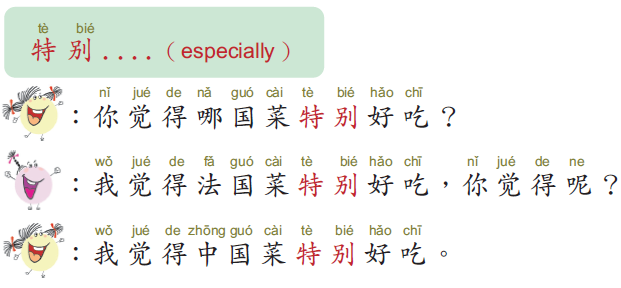 tè bié
特别....（especially）
nǐ jué de nǎ guó cài tè bié hǎo chī
：你觉得哪国菜特别好吃？
wǒ jué de fǎ guó cài tè bié hǎo chī nǐ jué de ne
：我觉得法国菜特别好吃，你觉得呢？
wǒ jué de zhōng guó cài tè bié hǎo chī
：我觉得中国菜特别好吃。